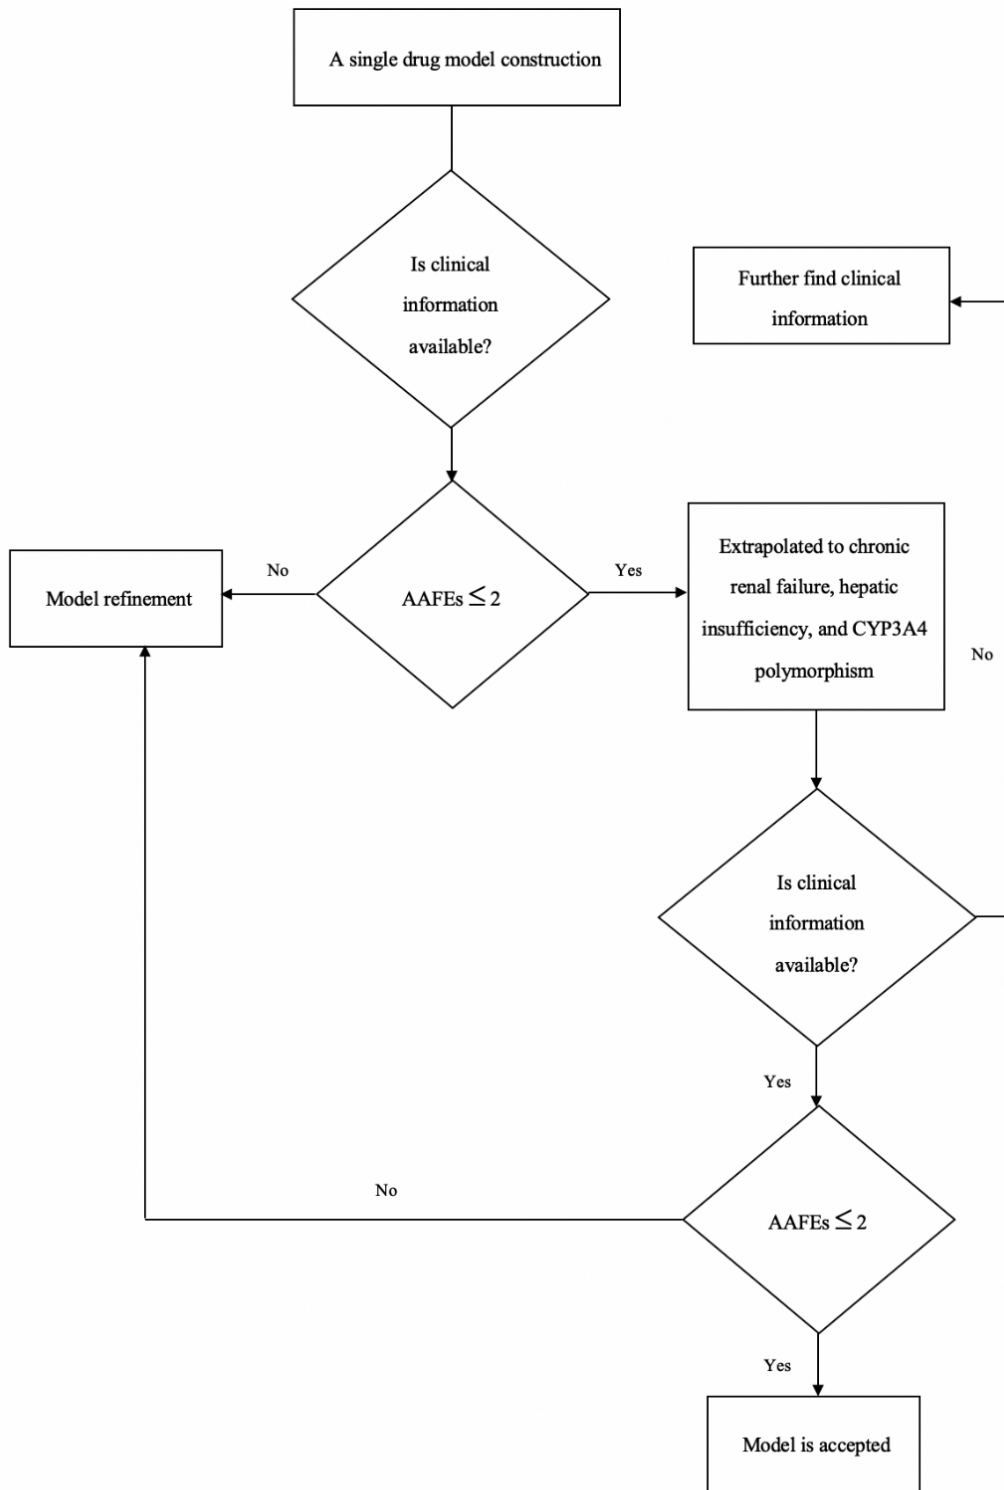 A single drug model construction
Is clinical
information
available?
Further find clinical
information
No
AAFEs ≤ 2
Yes
Model refinement
Extrapolated to chronic
renal failure, hepatic
insufficiency, and CYP3A4
polymorphism
No
Is clinical
information
available?
Yes
No
AAFEs ≤ 2
Yes
Model is accepted